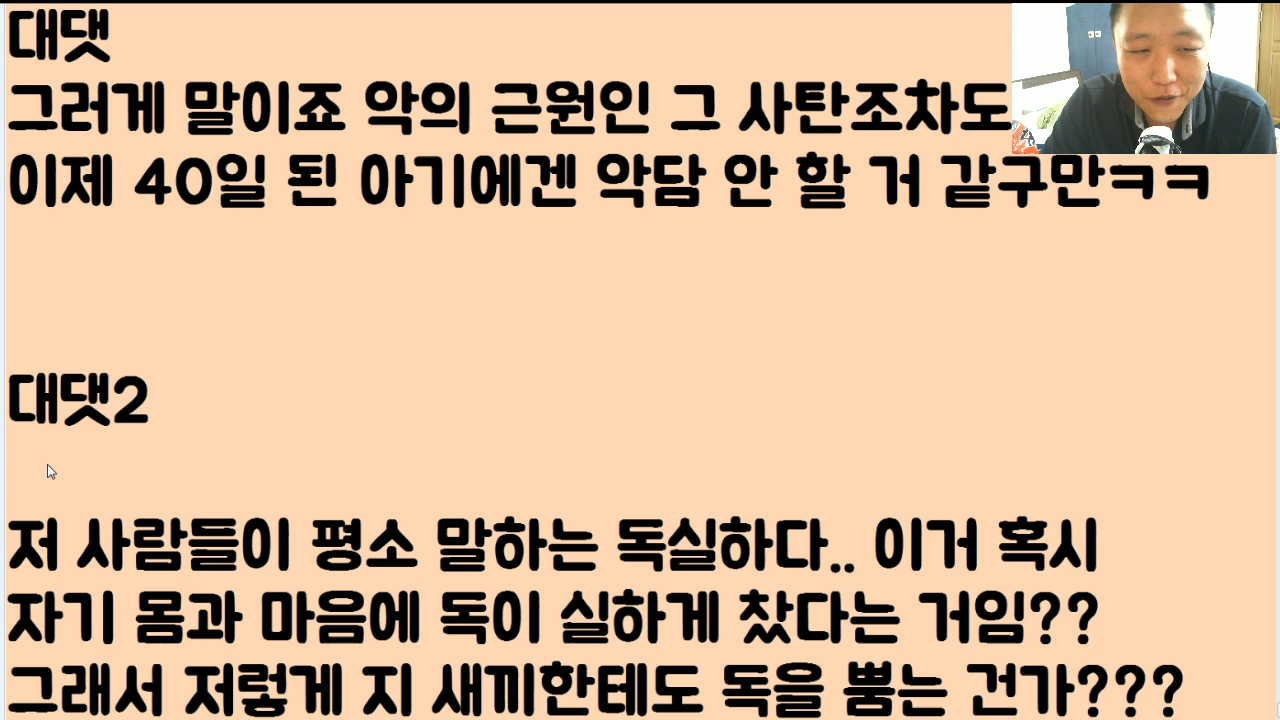 대댓
그러게 말이죠 악의 근원인 그 사탄조차도
이제 40일 된 아기에겐 악담 안 할 거 같구만ㅋㅋ
대댓2
저 사람들이 평소 말하는 독실하다.. 이거 혹시
자기 몸과 마음에 독이 실하게 찼다는 거임??
그래서 저렇게 지 새끼한테도 독을 뿜는 건가???